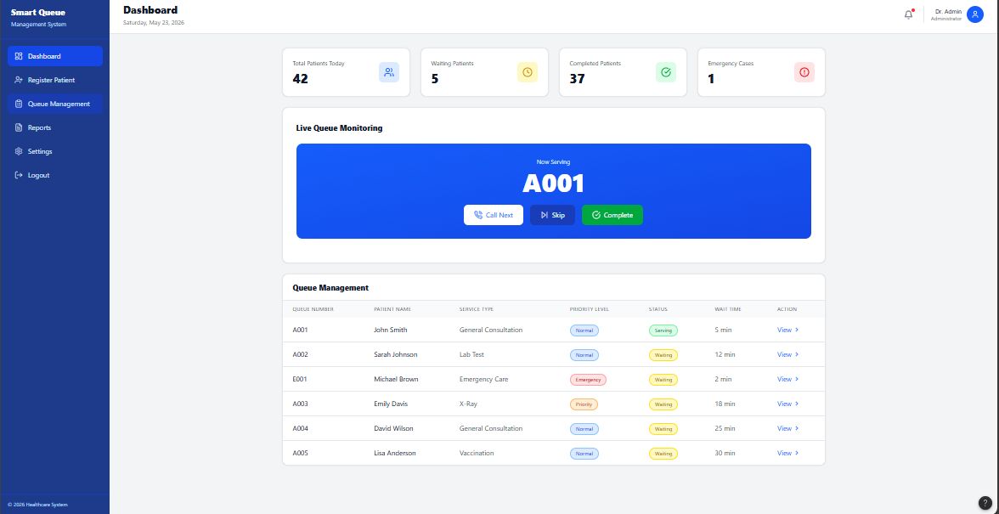 Smart Queue
Management System
Dashboard
Register Patient
Queue Management
Reports
Settings
Logout
© 2026 Healthcare System
Dashboard
Saturday, May 23, 2026
Dr. Admin
Administrator
Total Patients Today
42
Waiting Patients
5
Completed Patients
37
Emergency Cases
1
Live Queue Monitoring
Now Serving
A001
Call Next
Skip
Complete
Queue Management
QUEUE NUMBER PATIENT NAME SERVICE TYPE PRIORITY LEVEL STATUS WAIT TIME ACTION
A001 John Smith General Consultation Normal Serving 5 min View
A002 Sarah Johnson Lab Test Normal Waiting 12 min View
E001 Michael Brown Emergency Care Emergency Waiting 2 min View
A003 Emily Davis X-Ray Priority Waiting 18 min View
A004 David Wilson General Consultation Normal Waiting 25 min View
A005 Lisa Anderson Vaccination Normal Waiting 30 min View
?